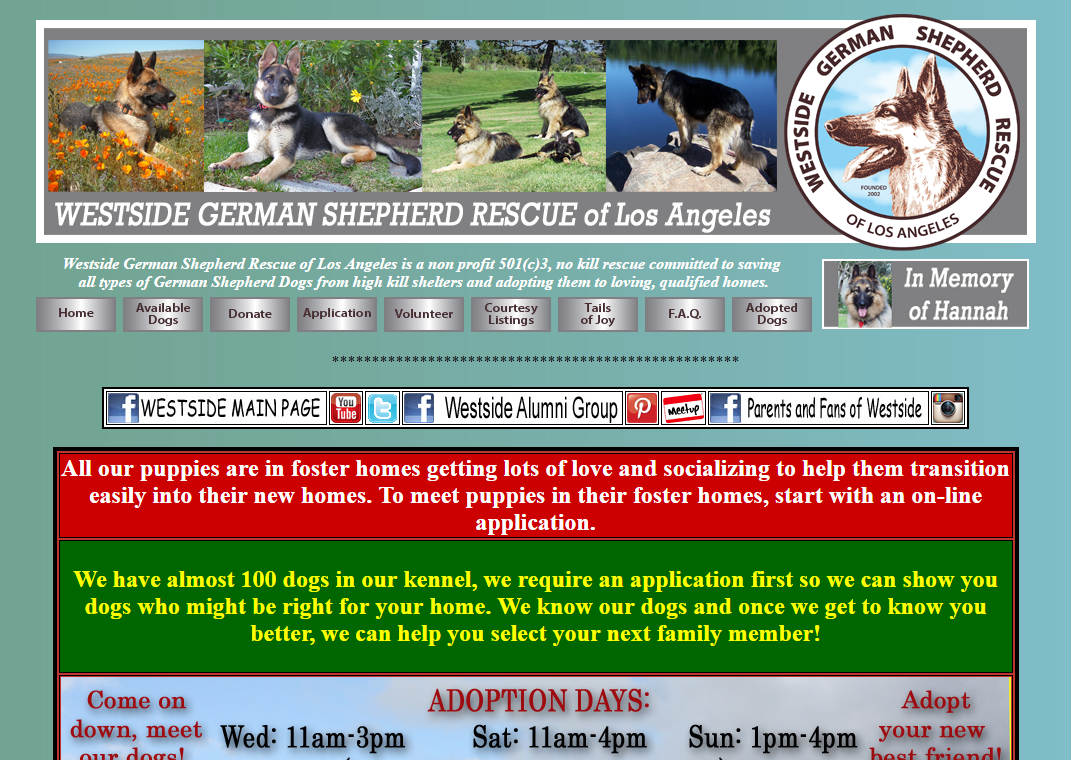 WESTSIDE GERMAN SHEPHERD RESCUE
FOUNDED
2002
OF LOS ANGELES
WESTSIDE GERMAN SHEPHERD RESCUE of Los Angeles
Westside German Shepherd Rescue of Los Angeles is a non profit 501(c)3, no kill rescue committed to saving
all types of German Shepherd Dogs from high kill shelters and adopting them to loving, qualified homes.
In Memory
of Hannah
Home
Available
Dogs
Donate
Application
Volunteer
Courtesy
Listings
Tails
of Joy
F.A.Q.
Adopted
Dogs
***************************************************
f WESTSIDE MAIN PAGE
You
Tube
t
f Westside Alumni Group
P
Meetup
f Parents and Fans of Westside
All our puppies are in foster homes getting lots of love and socializing to help them transition
easily into their new homes. To meet puppies in their foster homes, start with an on-line
application.
We have almost 100 dogs in our kennel, we require an application first so we can show you
dogs who might be right for your home. We know our dogs and once we get to know you
better, we can help you select your next family member!
Come on
down, meet
our dogs!
ADOPTION DAYS:
Wed: 11am-3pm Sat: 11am-4pm Sun: 1pm-4pm
Adopt
your new
best friend!